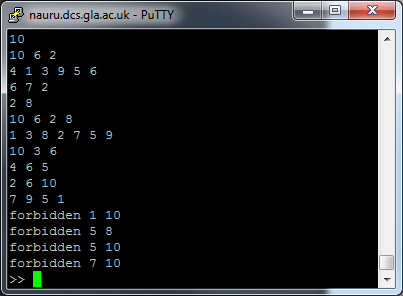 nauru.dcs.gla.ac.uk - PuTTY
10
10 6 2
4 1 3 9 5 6
6 7 2
2 8
10 6 2 8
1 3 8 2 7 5 9
10 3 6
4 6 5
2 6 10
7 9 5 1
forbidden 1 10
forbidden 5 8
forbidden 5 10
forbidden 7 10
>>